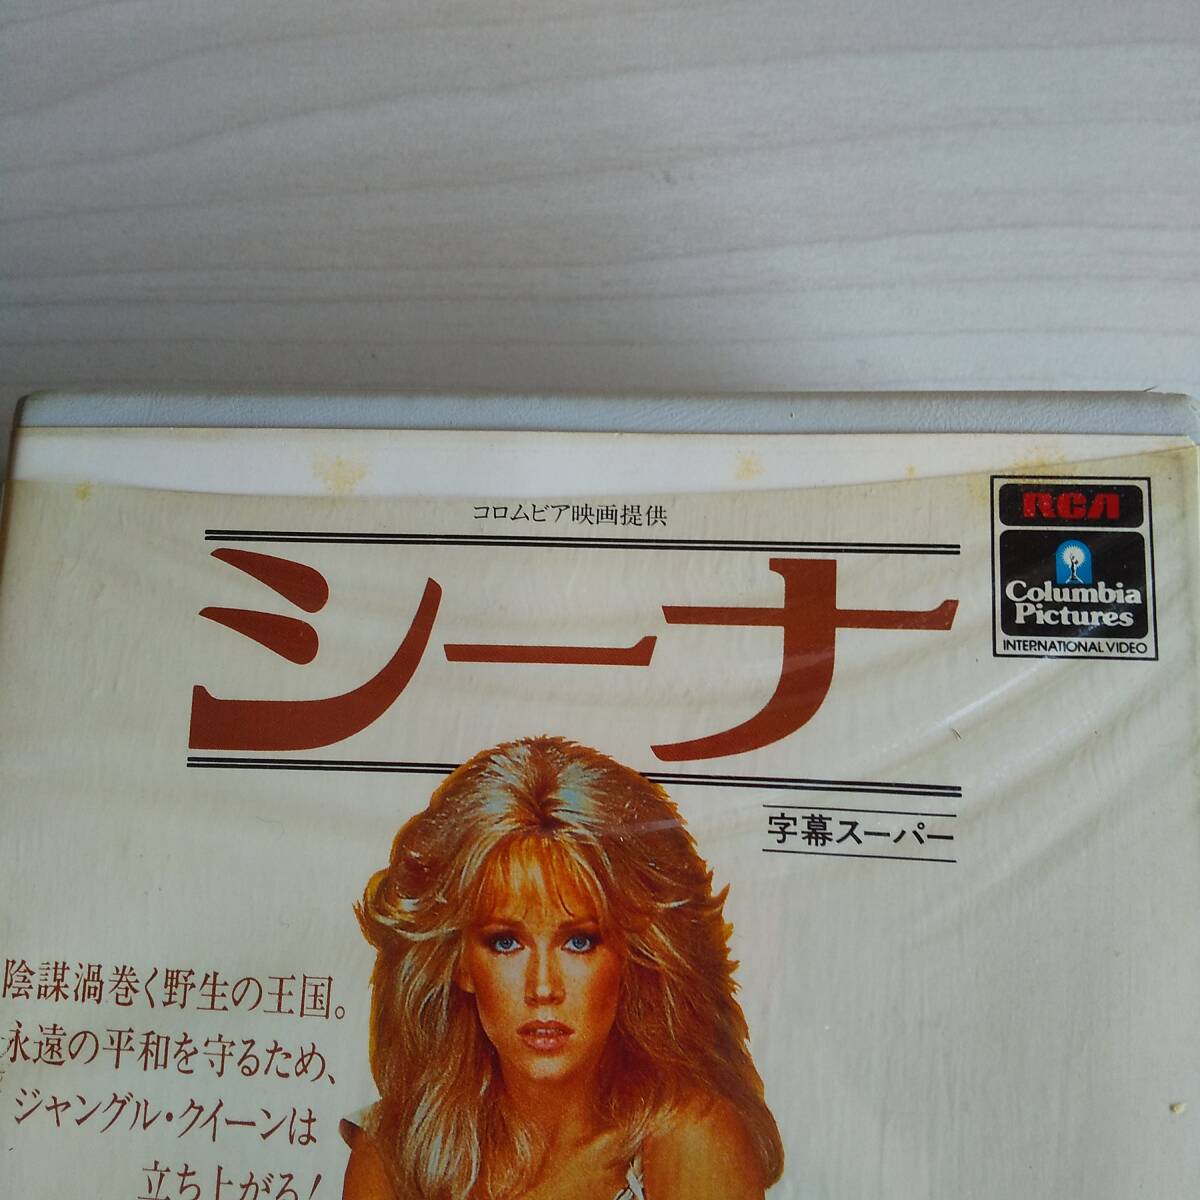 コロムビア映画提供
シーナ
RCA
Columbia
Pictures
INTERNATIONAL VIDEO
字幕スーパー
陰謀渦巻く野生の王国。
永遠の平和を守るため、
ジャングル・クイーンは
立ち上がる!